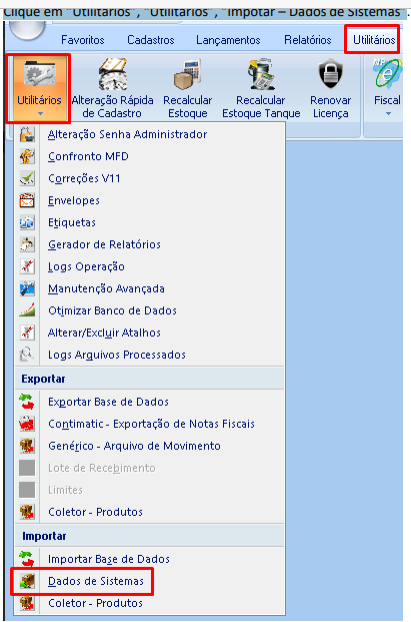 Clique em "Utilitários", "Utilitários", "Impotar – Dados de Sistemas".
Favoritos Cadastros Lançamentos Relatórios Utilitários
Utilitários
Alteração Rápida
de Cadastro
Recalcular
Estoque
Recalcular
Estoque Tanque
Renovar
Licença
Fiscal
Alteração Senha Administrador
Confronto MFD
Correções V11
Envelopes
Etiquetas
Gerador de Relatórios
Logs Operação
Manutenção Avançada
Otimizar Banco de Dados
Alterar/Excluir Atalhos
Logs Arquivos Processados
Exportar
Exportar Base de Dados
Contimatic - Exportação de Notas Fiscais
Genérico - Arquivo de Movimento
Lote de Recebimento
Limites
Coletor - Produtos
Importar
Importar Base de Dados
Dados de Sistemas
Coletor - Produtos